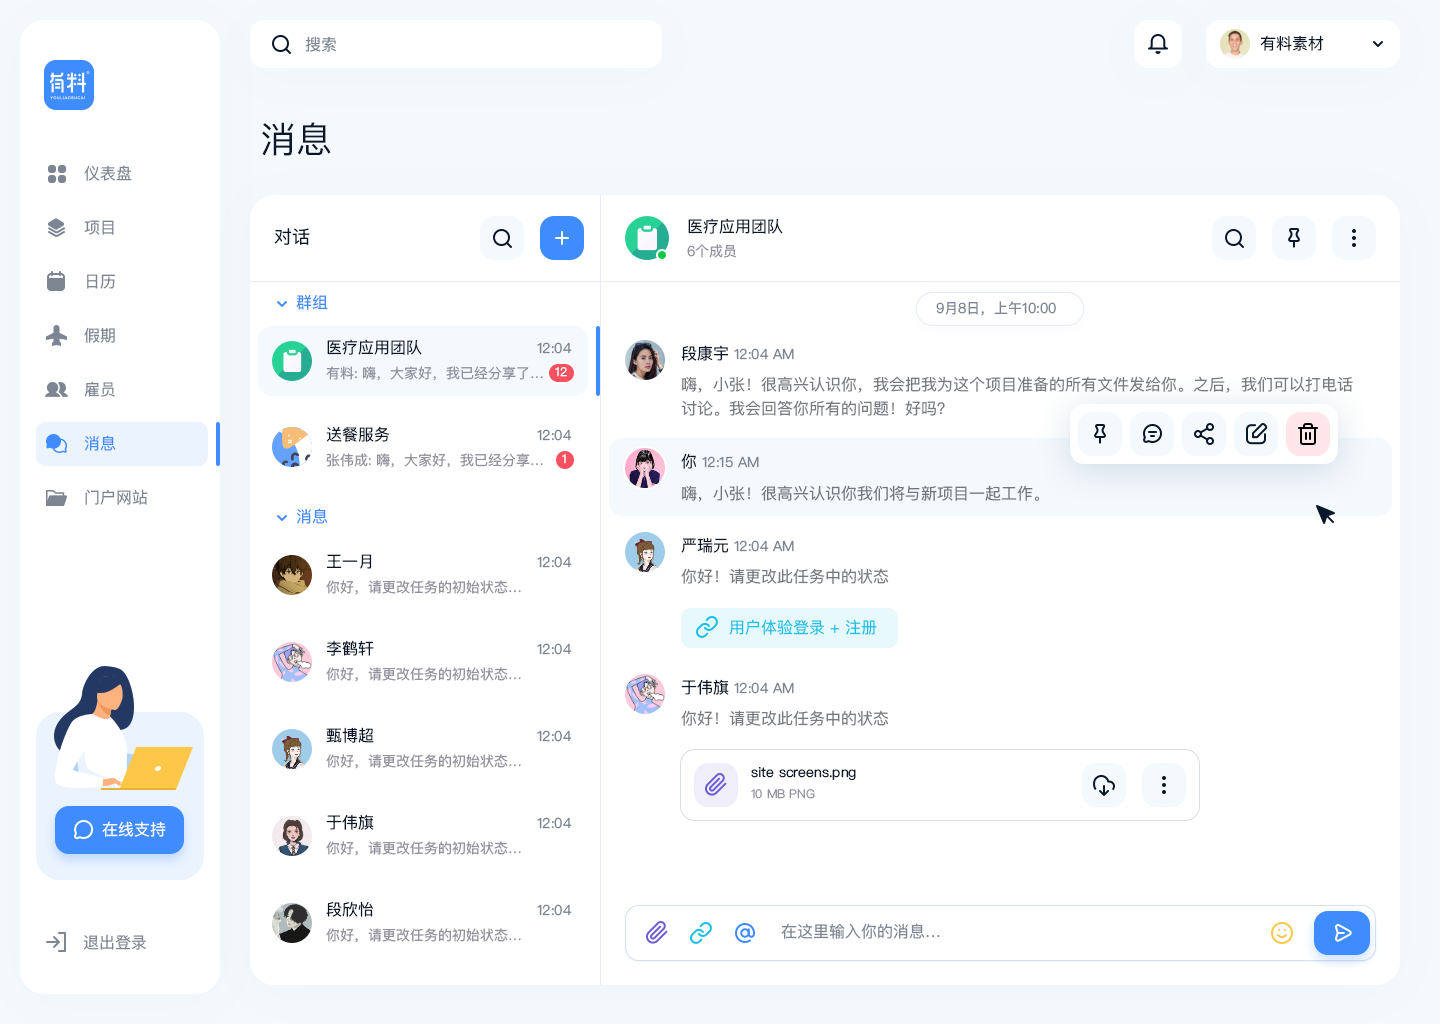 有料
仪表盘
项目
日历
假期
雇员
消息
门户网站
在线支持
退出登录
搜索
有料素材
消息
对话
群组
医疗应用团队 12:04
有料: 嗨，大家好，我已经分享了... 12
送餐服务 12:04
张伟成: 嗨，大家好，我已经分享... 1
消息
王一月 12:04
你好，请更改任务的初始状态...
李鹤轩 12:04
你好，请更改任务的初始状态...
甄博超 12:04
你好，请更改任务的初始状态...
于伟旗 12:04
你好，请更改任务的初始状态...
段欣怡 12:04
你好，请更改任务的初始状态...
医疗应用团队
6个成员
9月8日，上午10:00
段康宇 12:04 AM
嗨，小张！很高兴认识你，我会把我为这个项目准备的所有文件发给你。之后，我们可以打电话
讨论。我会回答你所有的问题！好吗?
你 12:15 AM
嗨，小张！很高兴认识你我们将与新项目一起工作。
严瑞元 12:04 AM
你好！请更改此任务中的状态
用户体验登录 + 注册
于伟旗 12:04 AM
你好！请更改此任务中的状态
site screens.png
10 MB PNG
在这里输入你的消息...